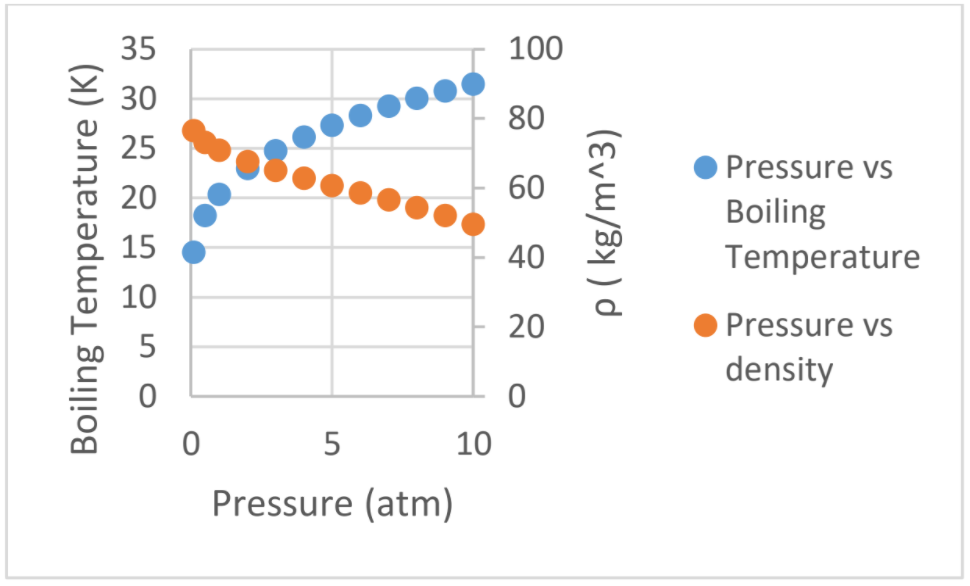 35
30
25
20
15
10
5
0
Boiling Temperature (K)
0 5 10
Pressure (atm)
100
80
60
40
20
0
ρ ( kg/m^3)
Pressure vs
Boiling
Temperature
Pressure vs
density